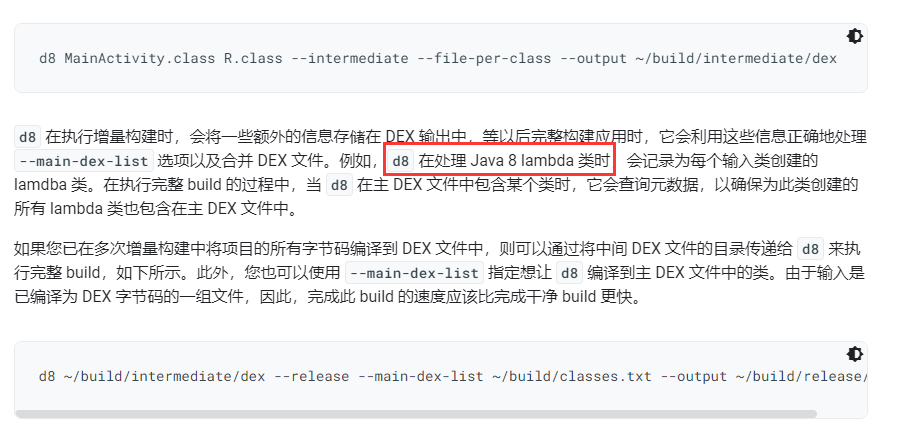 d8 MainActivity.class R.class --intermediate --file-per-class --output ~/build/intermediate/dex
d8 在执行增量构建时，会将一些额外的信息存储在 DEX 输出中，等以后完整构建应用时，它会利用这些信息正确地处理
--main-dex-list 选项以及合并 DEX 文件。例如，d8 在处理 Java 8 lambda 类时 会记录为每个输入类创建的
lamdba 类。在执行完整 build 的过程中，当 d8 在主 DEX 文件中包含某个类时，它会查询元数据，以确保为此类创建的
所有 lambda 类也包含在主 DEX 文件中。
如果您已在多次增量构建中将项目的所有字节码编译到 DEX 文件中，则可以通过将中间 DEX 文件的目录传递给 d8 来执
行完整 build，如下所示。此外，您也可以使用 --main-dex-list 指定想让 d8 编译到主 DEX 文件中的类。由于输入是
已编译为 DEX 字节码的一组文件，因此，完成此 build 的速度应该比完成干净 build 更快。
d8 ~/build/intermediate/dex --release --main-dex-list ~/build/classes.txt --output ~/build/release/